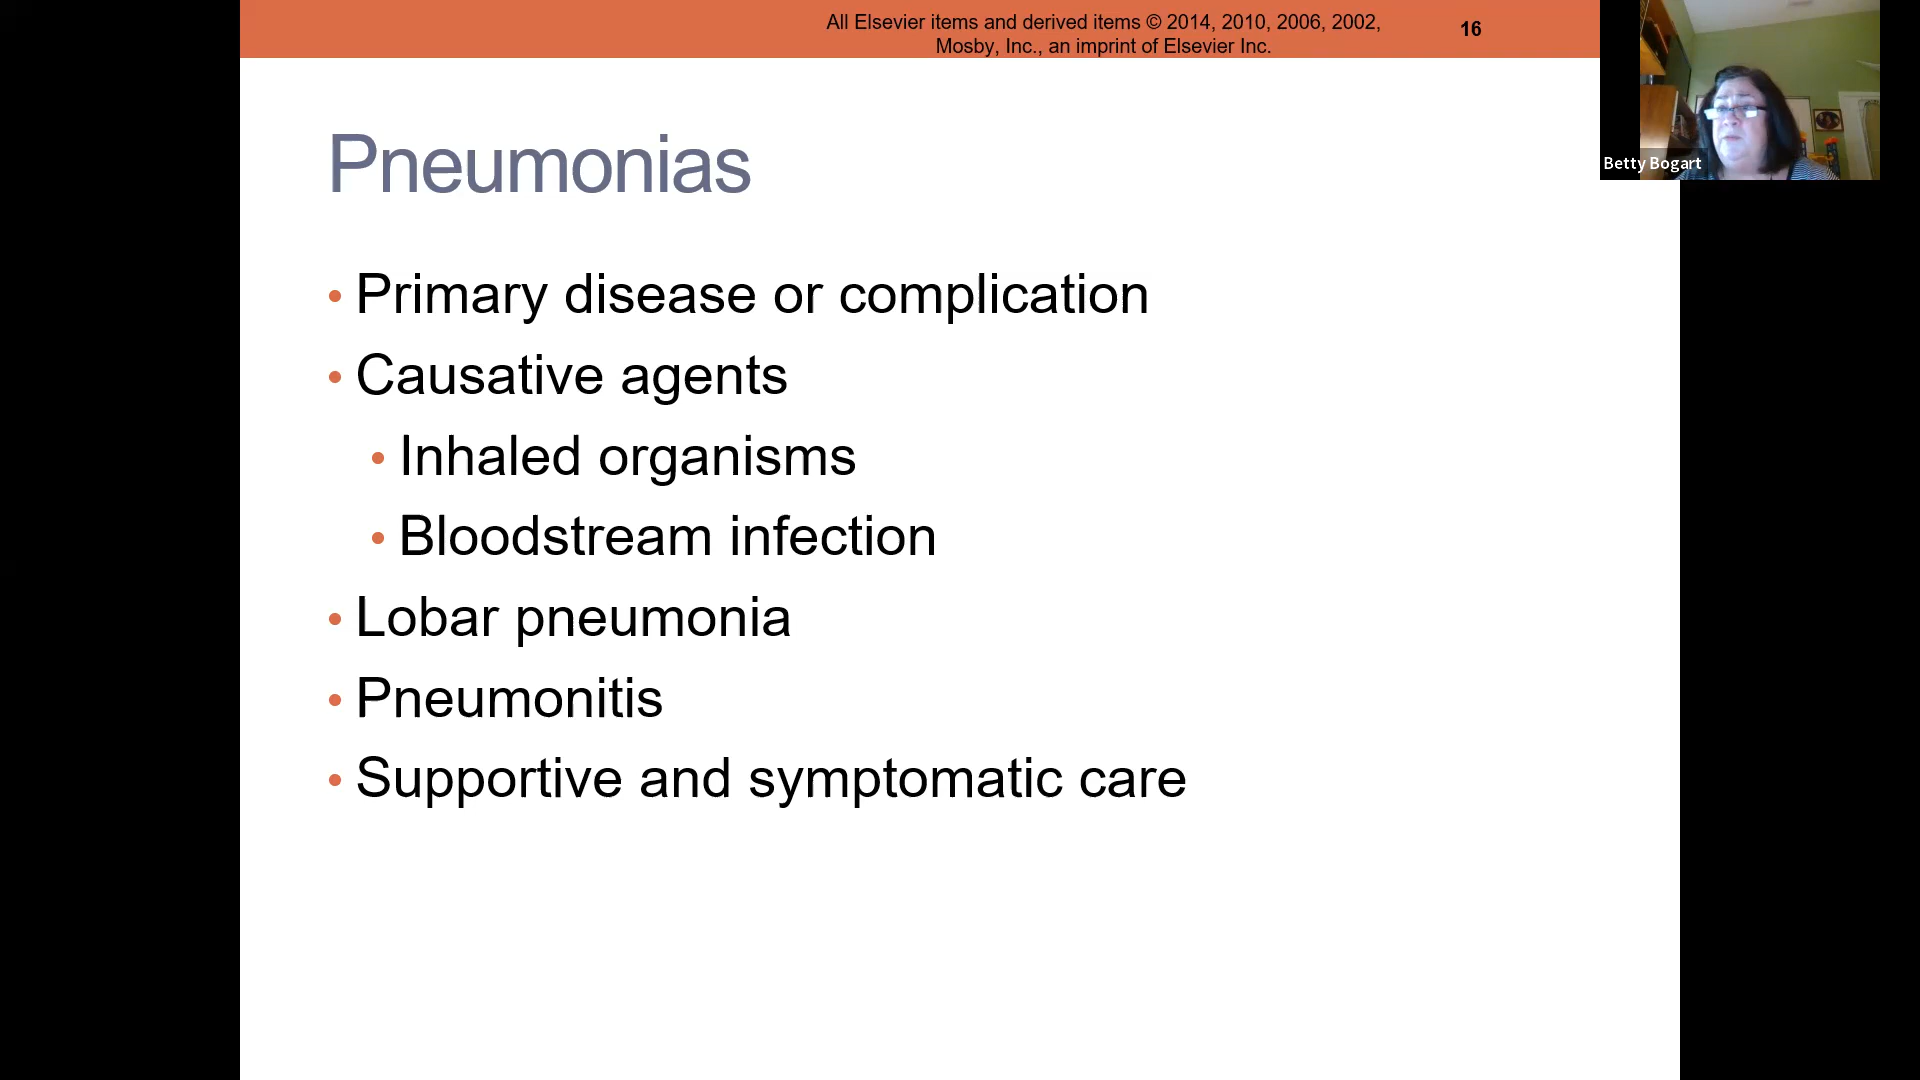 All Elsevier items and derived items © 2014, 2010, 2006, 2002,
Mosby, Inc., an imprint of Elsevier Inc.
16
Betty Bogart
Pneumonias
• Primary disease or complication
• Causative agents
• Inhaled organisms
• Bloodstream infection
• Lobar pneumonia
• Pneumonitis
• Supportive and symptomatic care